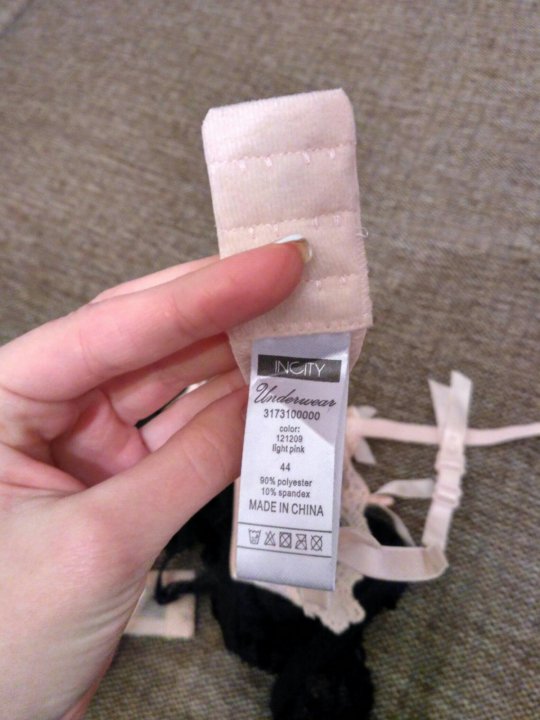 INCITY
Underwear
3173100000
color:
121209
light pink
44
90% polyester
10% spandex
MADE IN CHINA